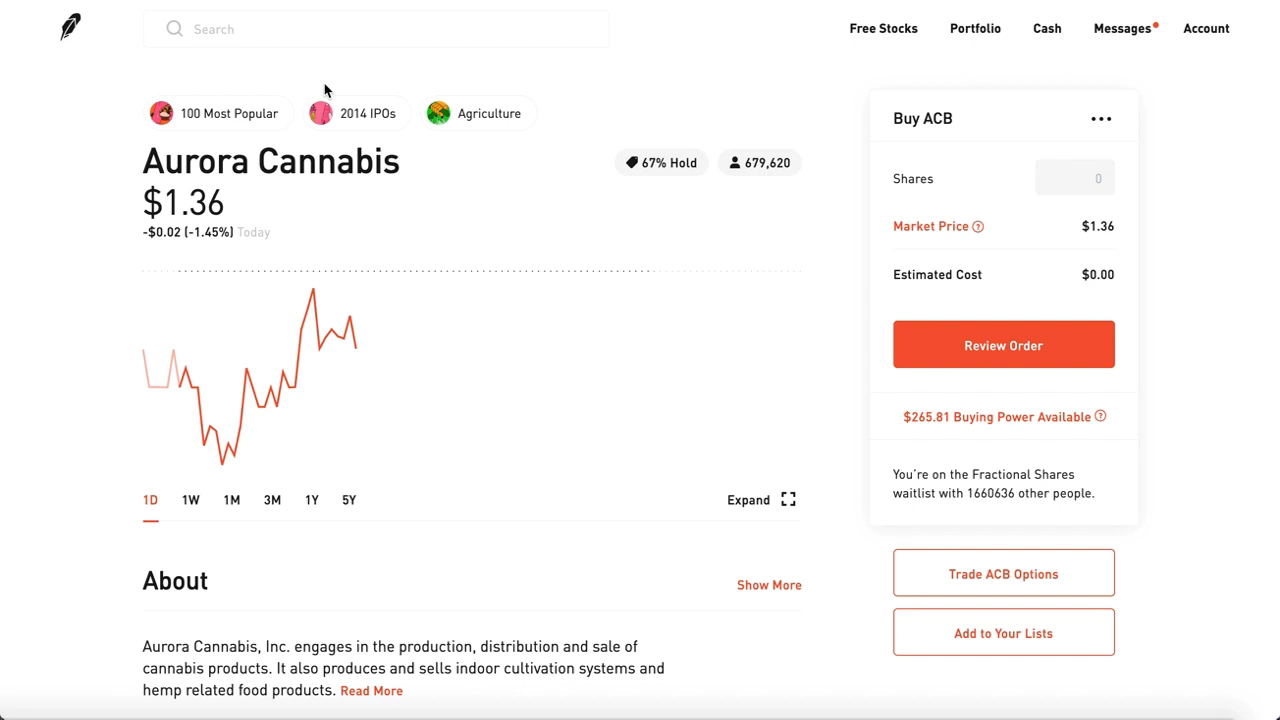 Search
Free Stocks Portfolio Cash Messages Account
100 Most Popular 2014 IPOs Agriculture
Aurora Cannabis
67% Hold 679,620
$1.36
-$0.02 (-1.45%) Today
1D 1W 1M 3M 1Y 5Y
Expand
About
Show More
Aurora Cannabis, Inc. engages in the production, distribution and sale of
cannabis products. It also produces and sells indoor cultivation systems and
hemp related food products. Read More
Buy ACB
Shares 0
Market Price ? $1.36
Estimated Cost $0.00
Review Order
$265.81 Buying Power Available ?
You're on the Fractional Shares
waitlist with 1660636 other people.
Trade ACB Options
Add to Your Lists